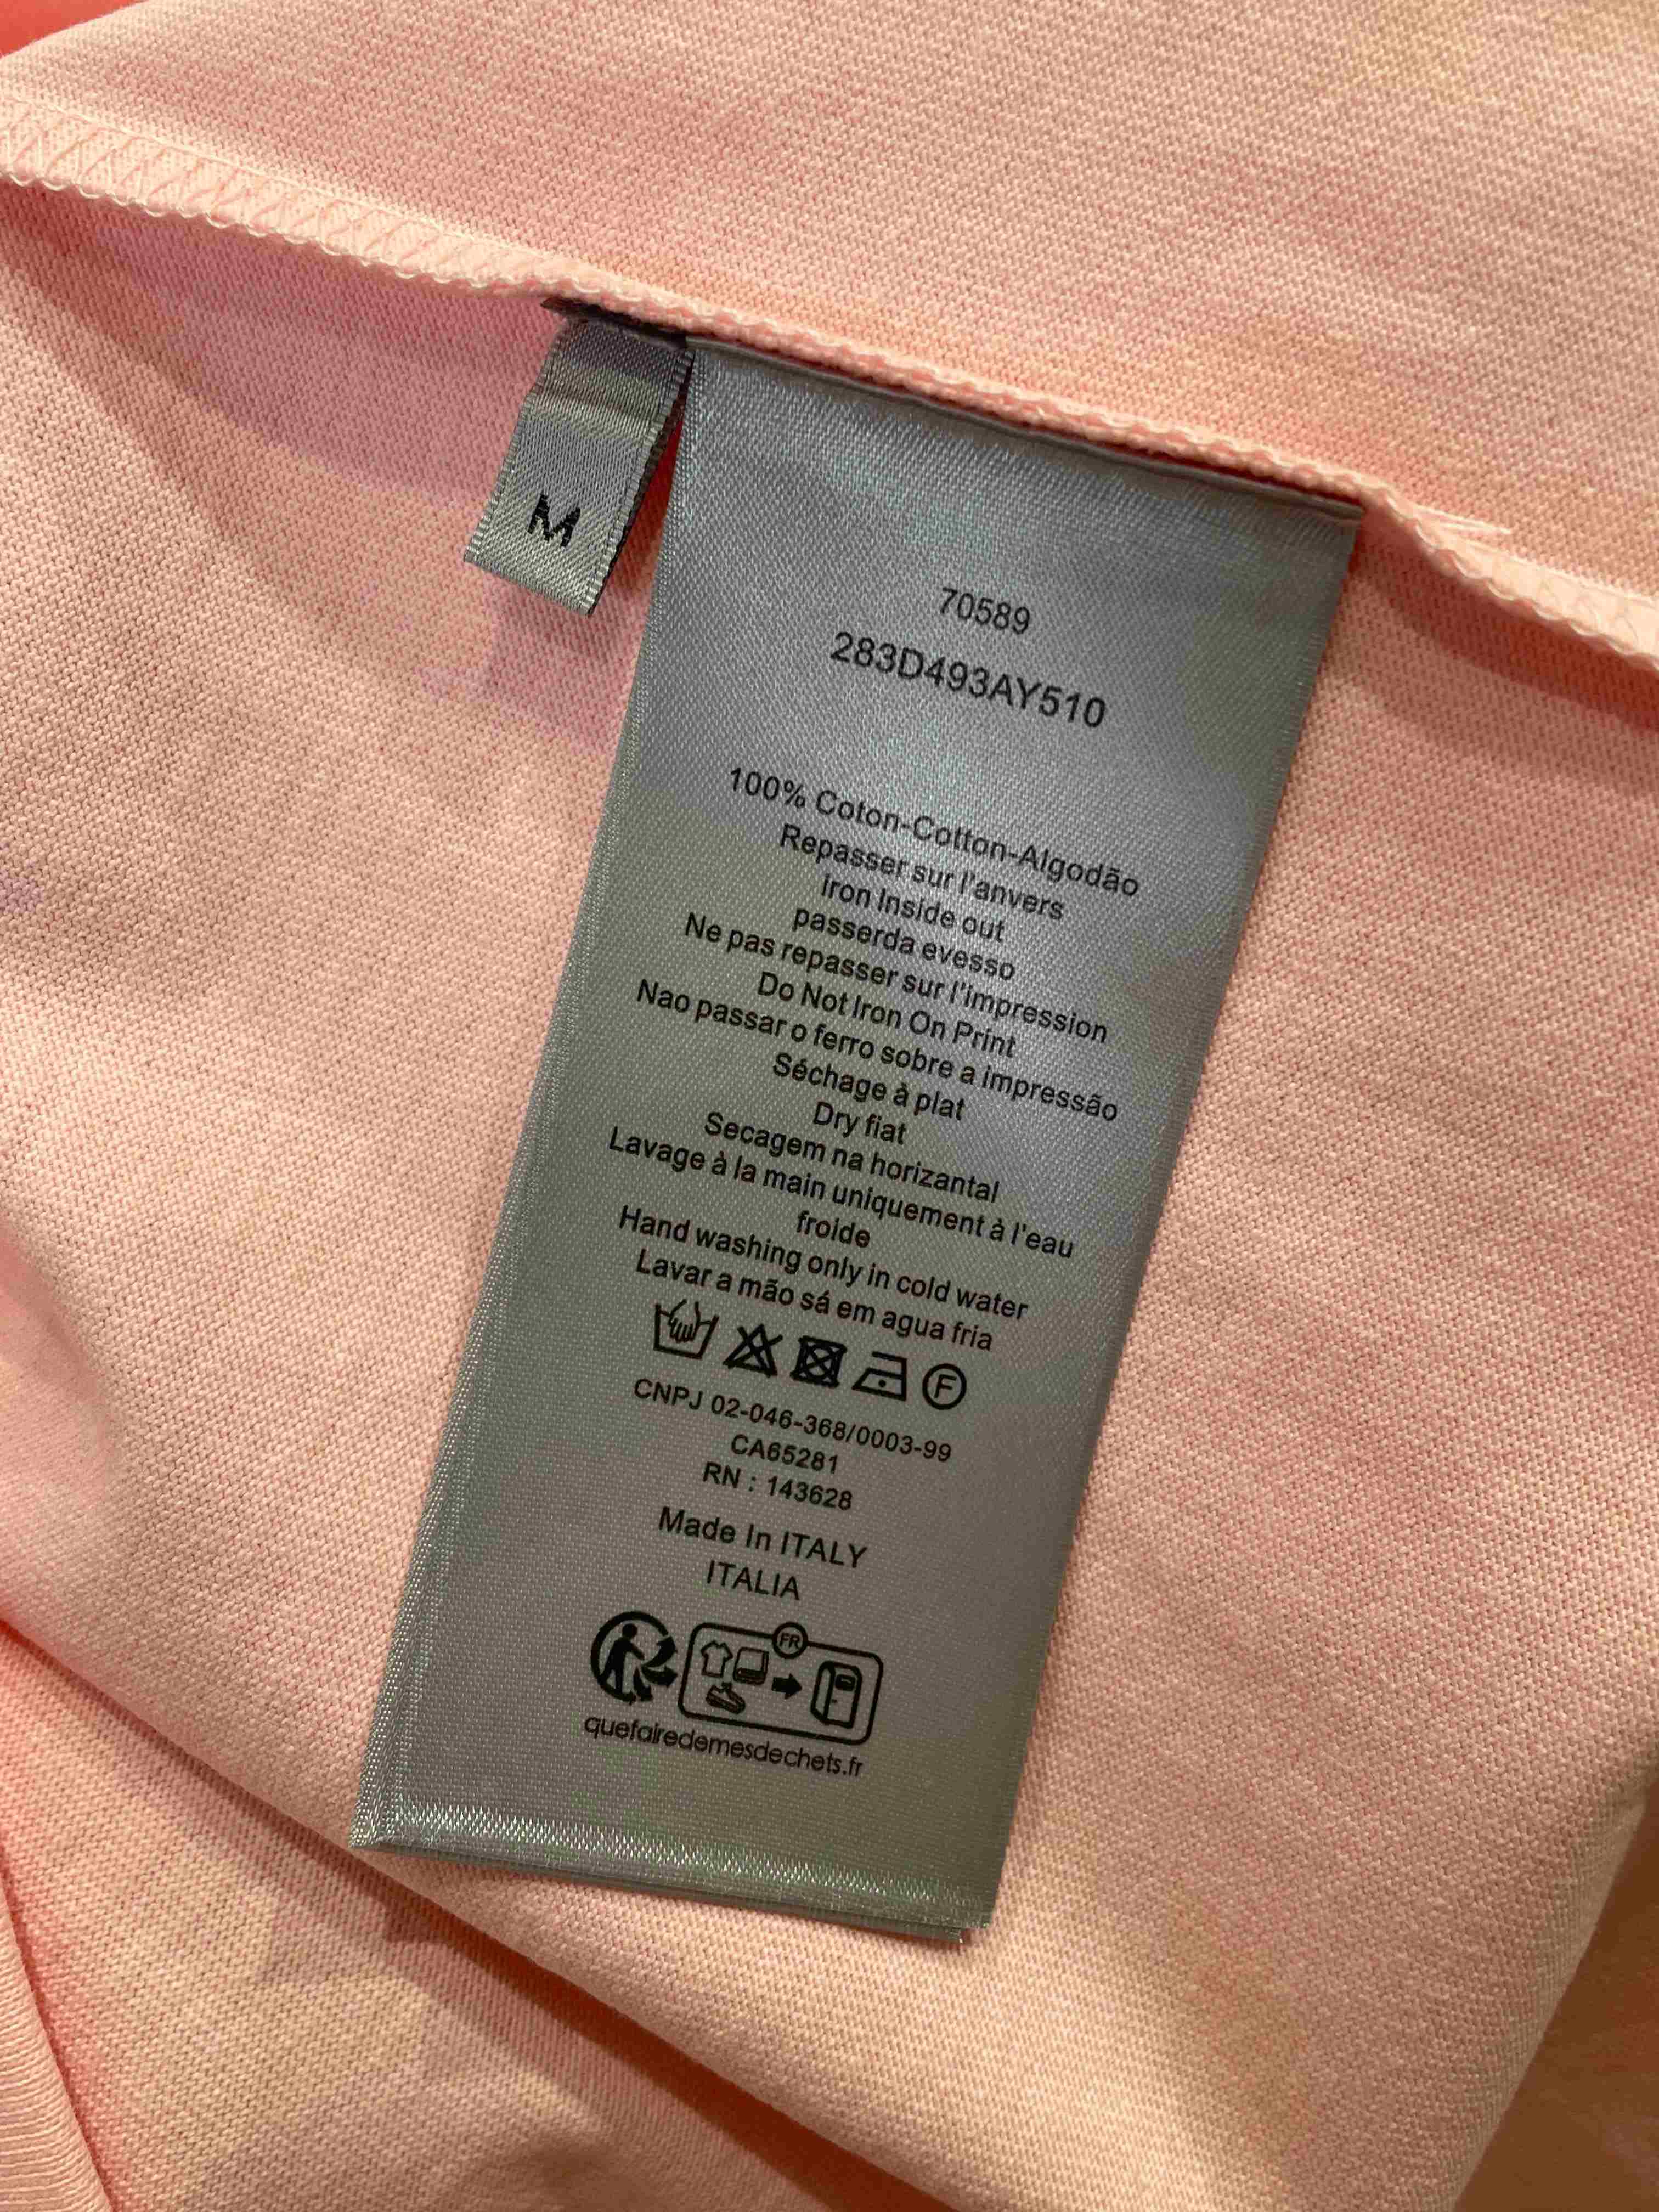 M
70589
283D493AY510
100% Coton-Cotton-Algodão
Repasser sur l'anvers
iron Inside out
passerda evesso
Ne pas repasser sur l'impression
Do Not Iron On Print
Nao passar o ferro sobre a impressão
Séchage à plat
Dry fiat
Secagem na horizantal
Lavage à la main uniquement à l'eau
froide
Hand washing only in cold water
Lavar a mão sá em agua fria
F
CNPJ 02-046-368/0003-99
CA65281
RN : 143628
Made In ITALY
ITALIA
FR
quefairedemesdechets.fr